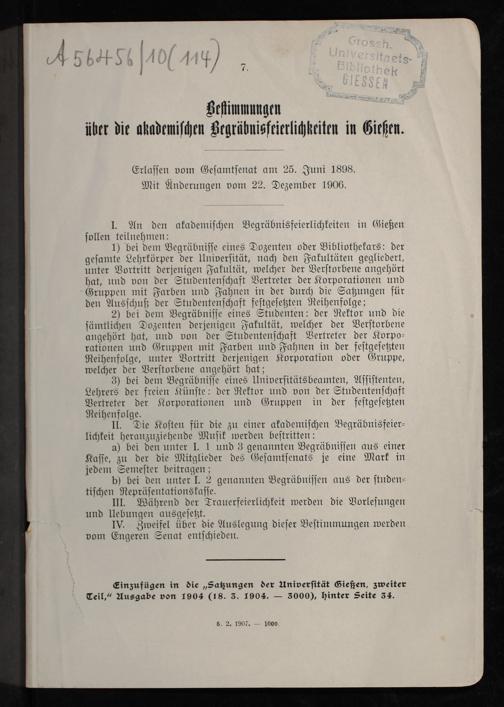 A 56456/10(114)
Grossh.
Universitaets-
Bibliothek
GIESSEN
7.
Bestimmungen
über die akademischen Begräbnisfeierlichkeiten in Gießen.
Erlassen vom Gesamtsenat am 25. Juni 1898.
Mit Änderungen vom 22. Dezember 1906.
I. An den akademischen Begräbnisfeierlichkeiten in Gießen
sollen teilnehmen:
1) bei dem Begräbnisse eines Dozenten oder Bibliothekars: der
gesamte Lehrkörper der Universität, nach den Fakultäten gegliedert,
unter Vortritt derjenigen Fakultät, welcher der Verstorbene angehört
hat, und von der Studentenschaft Vertreter der Korporationen und
Gruppen mit Farben und Fahnen in der durch die Satzungen für
den Ausschuß der Studentenschaft festgesetzten Reihenfolge;
2) bei dem Begräbnisse eines Studenten: der Rektor und die
sämtlichen Dozenten derjenigen Fakultät, welcher der Verstorbene
angehört hat, und von der Studentenschaft Vertreter der Korpo-
rationen und Gruppen mit Farben und Fahnen in der festgesetzten
Reihenfolge, unter Vortritt derjenigen Korporation oder Gruppe,
welcher der Verstorbene angehört hat;
3) bei dem Begräbnisse eines Universitätsbeamten, Assistenten,
Lehrers der freien Künste: der Rektor und von der Studentenschaft
Vertreter der Korporationen und Gruppen in der festgesetzten
Reihenfolge.
II. Die Kosten für die zu einer akademischen Begräbnisfeier-
lichkeit heranzuziehende Musik werden bestritten:
a) bei den unter I. 1 und 3 genannten Begräbnissen aus einer
Kasse, zu der die Mitglieder des Gesamtsenats je eine Mark in
jedem Semester beitragen;
b) bei den unter I. 2 genannten Begräbnissen aus der studen-
tischen Repräsentationskasse.
III. Während der Trauerfeierlichkeit werden die Vorlesungen
und Uebungen ausgesetzt.
IV. Zweifel über die Auslegung dieser Bestimmungen werden
vom Engeren Senat entschieden.
Einzufügen in die „Satzungen der Universität Gießen, zweiter
Teil,“ Ausgabe von 1904 (18. 3. 1904. — 3000), hinter Seite 34.
8. 2. 1907. — 1000.